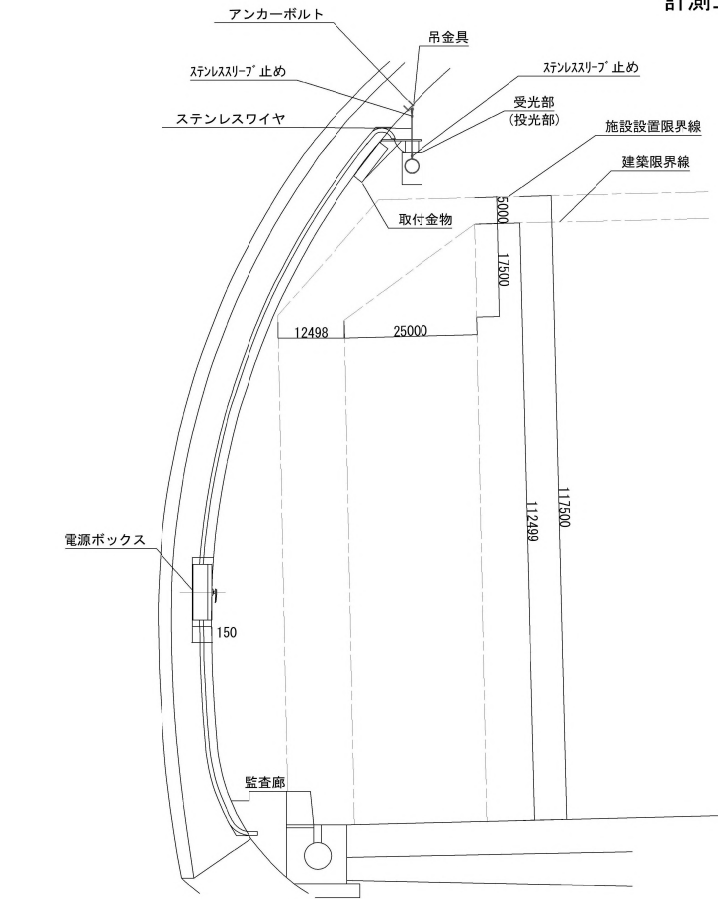 計測
アンカーボルト
吊金具
ステンレススリーブ止め
ステンレススリーブ止め
受光部
(投光部)
ステンレスワイヤ
施設設置限界線
建築限界線
取付金物
5000
17500
12498
25000
112499
117500
電源ボックス
150
監査廊